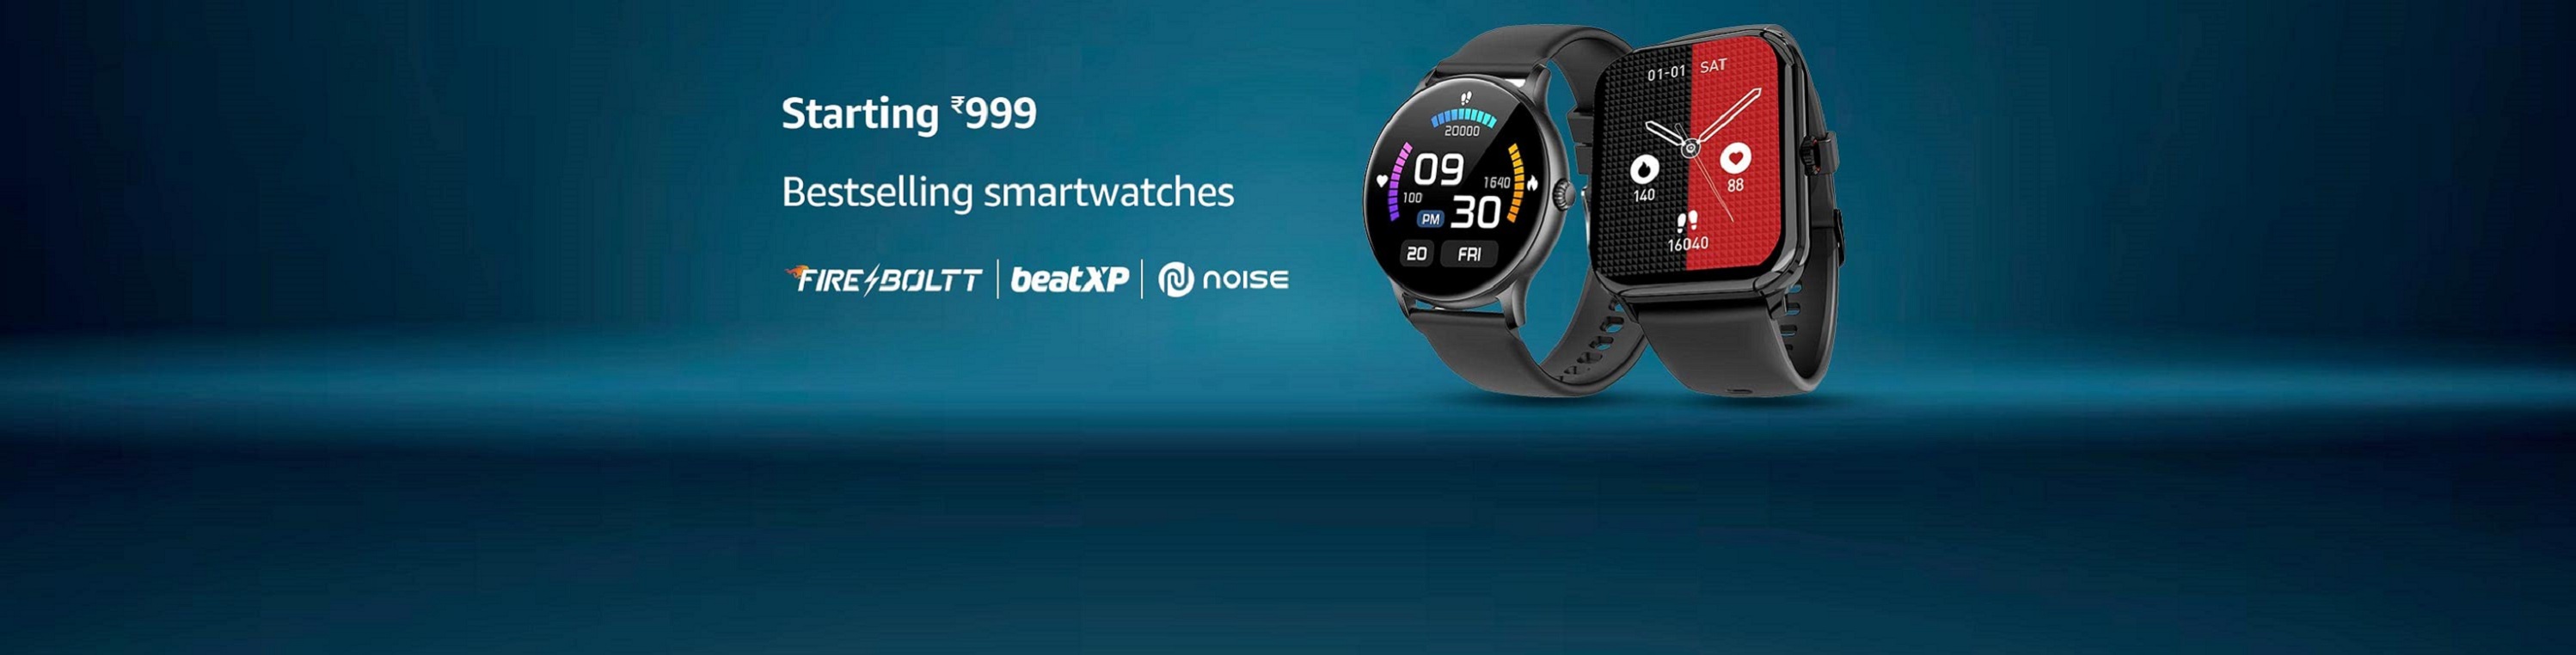 Starting ₹999
Bestselling smartwatches
FIRE BOLTT | beatXP | NOISE
20000
09
100
1640
PM 30
20 FRI
01-01 SAT
140
88
16040